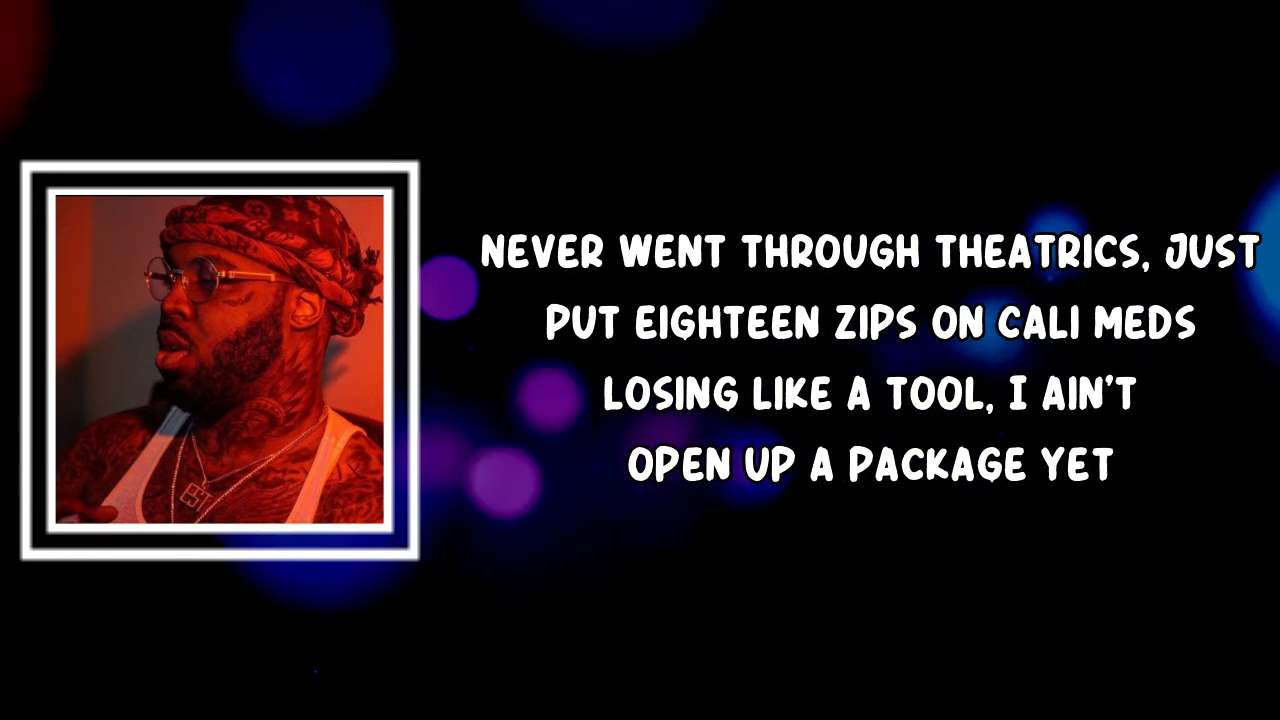 NEVER WENT THROUGH THEATRICS, JUST
PUT EIGHTEEN ZIPS ON CALI MEDS
LOSING LIKE A TOOL, I AIN'T
OPEN UP A PACKAGE YET
EST